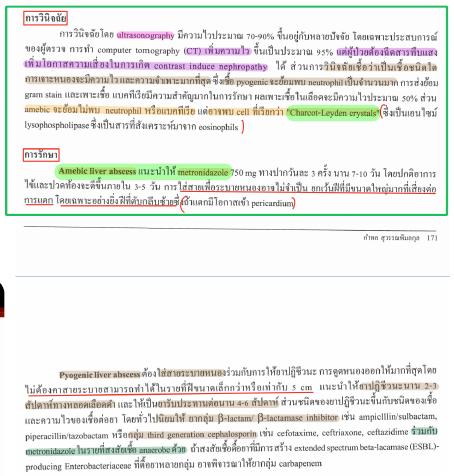 การวินิจฉัย
การวินิจฉัยโดย ultrasonography มีความไวประมาณ 70-90% ขึ้นอยู่กับหลายปัจจัย โดยเฉพาะประสบการณ์
ของผู้ตรวจ การทำ computer tomography (CT) เพิ่มความไว ขึ้นเป็นประมาณ 95% แต่ผู้ป่วยต้องฉีดสารทึบแสง
เพิ่มโอกาสความเสี่ยงในการเกิด contrast induce nephropathy ได้ ส่วนการวินิจฉัยเชื้อว่าเป็นเชื้อชนิดใด
การเจาะหนองจะมีความไวและความจำเพาะมากที่สุด ซึ่งเชื้อ pyogenic จะพบ neutrophil เป็นจำนวนมาก การส่งย้อม
gram stain และเพาะเชื้อ แบคทีเรียมีความสำคัญมากในการรักษา ผลเพาะเชื้อในเลือดจะมีความไวประมาณ 50% ส่วน
amebic จะย้อมไม่พบ neutrophil หรือแบคทีเรีย แต่อาจพบ cell ที่เรียกว่า "Charcot-Leyden crystals" (ซึ่งเป็นเอนไซม์
lysophospholipase ซึ่งเป็นสารที่สังเคราะห์มาจาก eosinophils )
การรักษา
Amebic liver abscess แนะนำให้ metronidazole 750 mg ทางปากวันละ 3 ครั้ง นาน 7-10 วัน โดยปกติอาการ
ไข้และปวดท้องจะดีขึ้นภายใน 3-5 วัน การใส่สายเพื่อระบายหนองอาจไม่จำเป็น ยกเว้นฝีที่มีขนาดใหญ่มากที่เสี่ยงต่อ
การแตก โดยเฉพาะอย่างยิ่งฝีที่ตับกลีบซ้ายซึ่ง(ถ้าแตกมีโอกาสเข้า pericardium)
กำพล สุวรรณพิมลกุล 171
Pyogenic liver abscess ต้องใส่สายระบายหนองร่วมกับการให้ยาปฏิชีวนะ การดูดหนองออกให้มากที่สุดโดย
ไม่ต้องคาสายระบายสามารถทำได้ในรายที่ฝีขนาดเล็กกว่าหรือเท่ากับ 5 cm แนะนำให้ยาปฏิชีวนะนาน 2-3
สัปดาห์ทางหลอดเลือดดำ และให้เป็นยารับประทานต่อนาน 4-6 สัปดาห์ ส่วนชนิดของยาปฏิชีวนะขึ้นกับชนิดของเชื้อ
และความไวของเชื้อต่อยา โดยทั่วไปนิยมให้ ยากลุ่ม β-lactam/ β-lactamase inhibitor เช่น ampicillin/sulbactam,
piperacillin/tazobactam หรือกลุ่ม third generation cephalosporin เช่น cefotaxime, ceftriaxone, ceftazidime ร่วมกับ
metronidazole ในรายที่สงสัยเชื้อ anaerobe ด้วย ถ้าสงสัยเชื้อดื้อยาที่มีการสร้าง extended spectrum beta-lactamase (ESBL)-
producing Enterobacteriaceae ที่ดื้อยาหลายกลุ่ม อาจพิจารณาให้ยากลุ่ม carbapenem